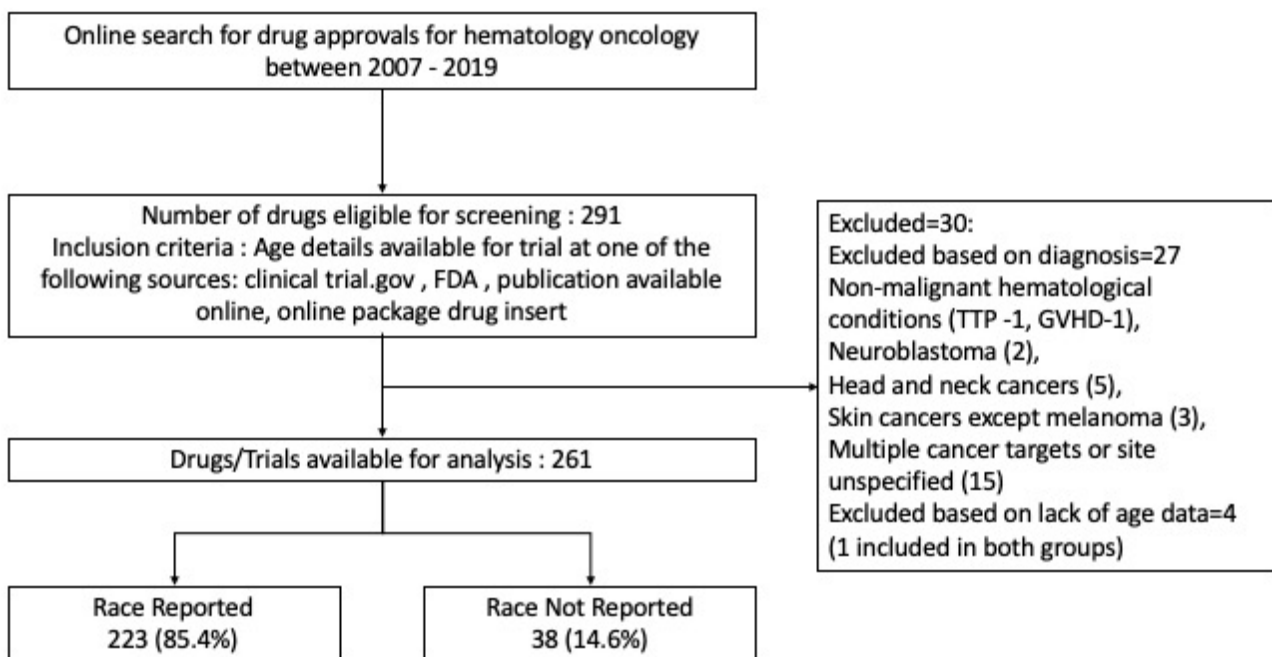 Online search for drug approvals for hematology oncology
between 2007 - 2019
Number of drugs eligible for screening : 291
Inclusion criteria : Age details available for trial at one of the
following sources: clinical trial.gov , FDA , publication available
online, online package drug insert
Excluded=30:
Excluded based on diagnosis=27
Non-malignant hematological
conditions (TTP -1, GVHD-1),
Neuroblastoma (2),
Head and neck cancers (5),
Skin cancers except melanoma (3),
Multiple cancer targets or site
unspecified (15)
Excluded based on lack of age data=4
(1 included in both groups)
Drugs/Trials available for analysis : 261
Race Reported
223 (85.4%)
Race Not Reported
38 (14.6%)